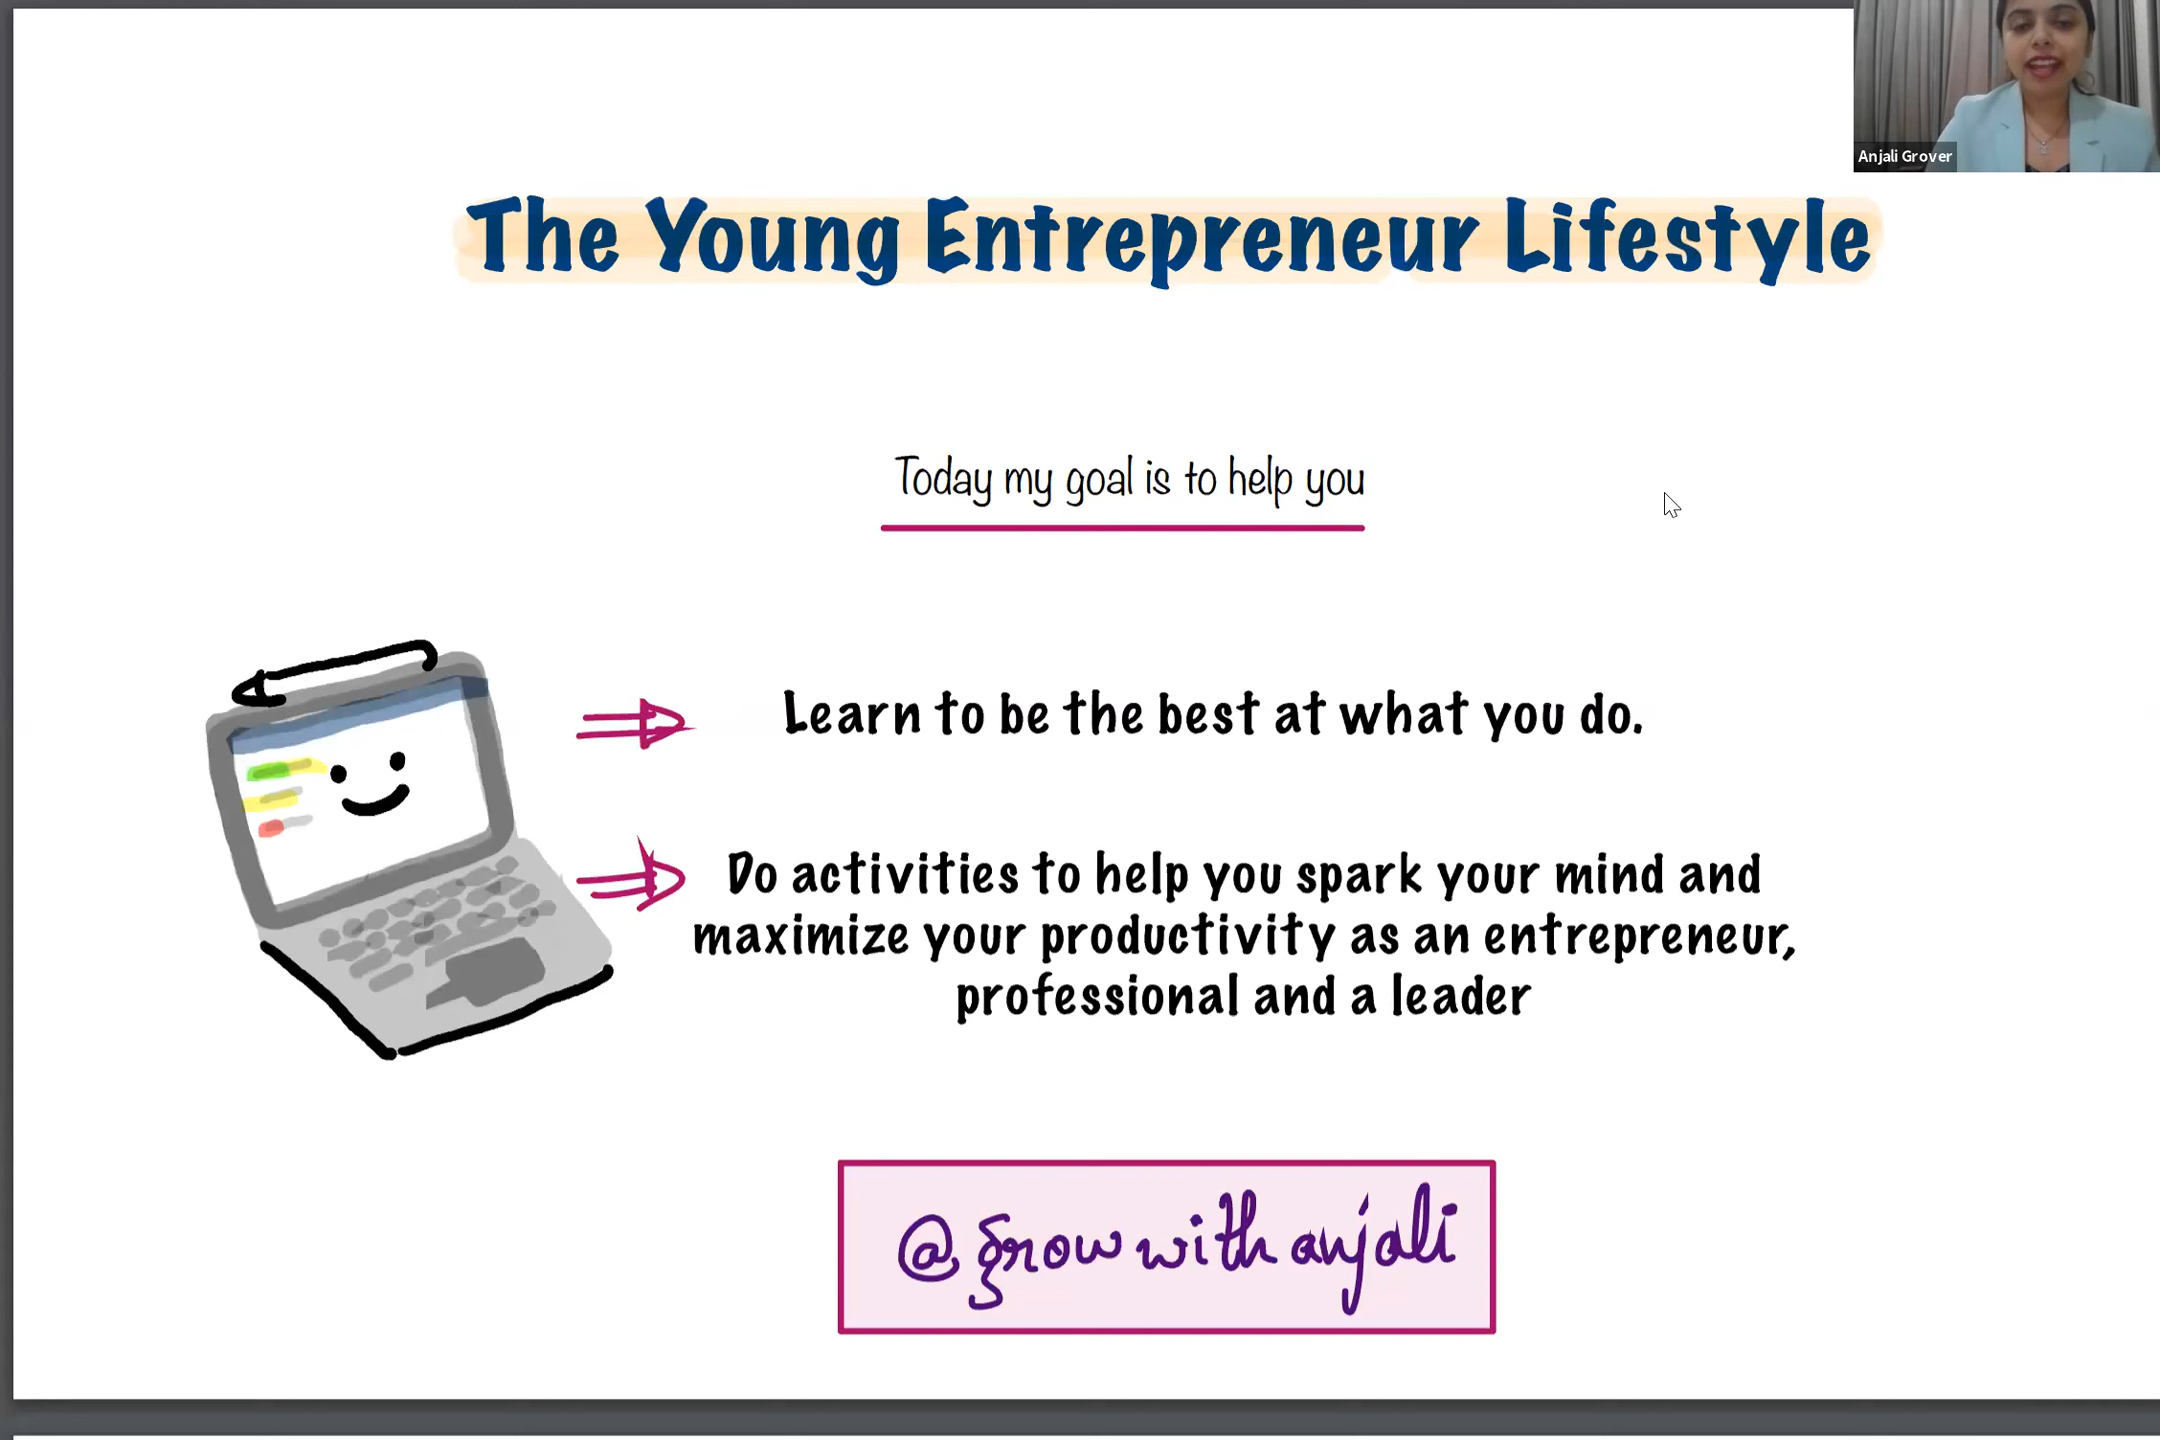 Anjali Grover
The Young Entrepreneur Lifestyle
Today my goal is to help you
Learn to be the best at what you do.
Do activities to help you spark your mind and
maximize your productivity as an entrepreneur,
professional and a leader
@growwithanjali